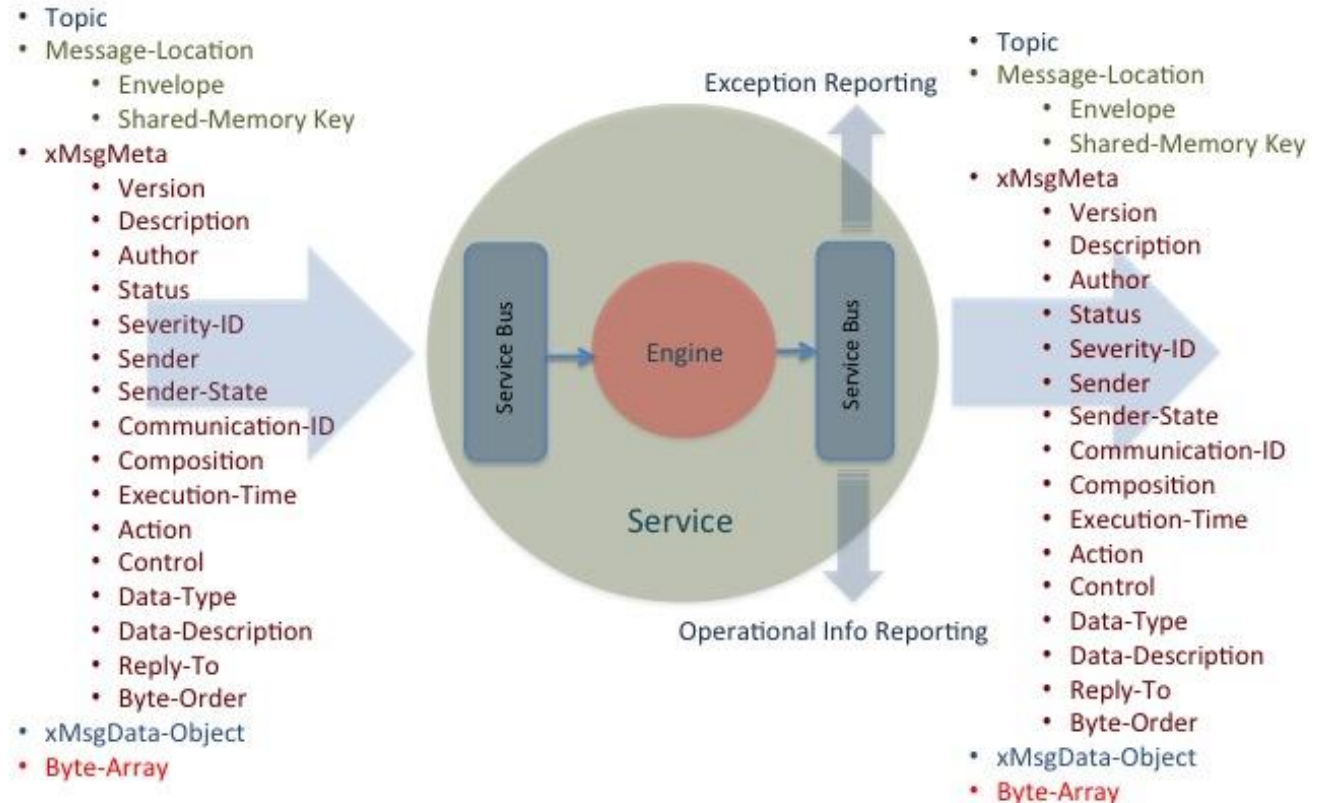 • Topic
• Message-Location
• Envelope
• Shared-Memory Key
• xMsgMeta
• Version
• Description
• Author
• Status
• Severity-ID
• Sender
• Sender-State
• Communication-ID
• Composition
• Execution-Time
• Action
• Control
• Data-Type
• Data-Description
• Reply-To
• Byte-Order
• xMsgData-Object
• Byte-Array
Exception Reporting
Service Bus
Engine
Service Bus
Service
Operational Info Reporting
• Topic
• Message-Location
• Envelope
• Shared-Memory Key
• xMsgMeta
• Version
• Description
• Author
• Status
• Severity-ID
• Sender
• Sender-State
• Communication-ID
• Composition
• Execution-Time
• Action
• Control
• Data-Type
• Data-Description
• Reply-To
• Byte-Order
• xMsgData-Object
• Byte-Array